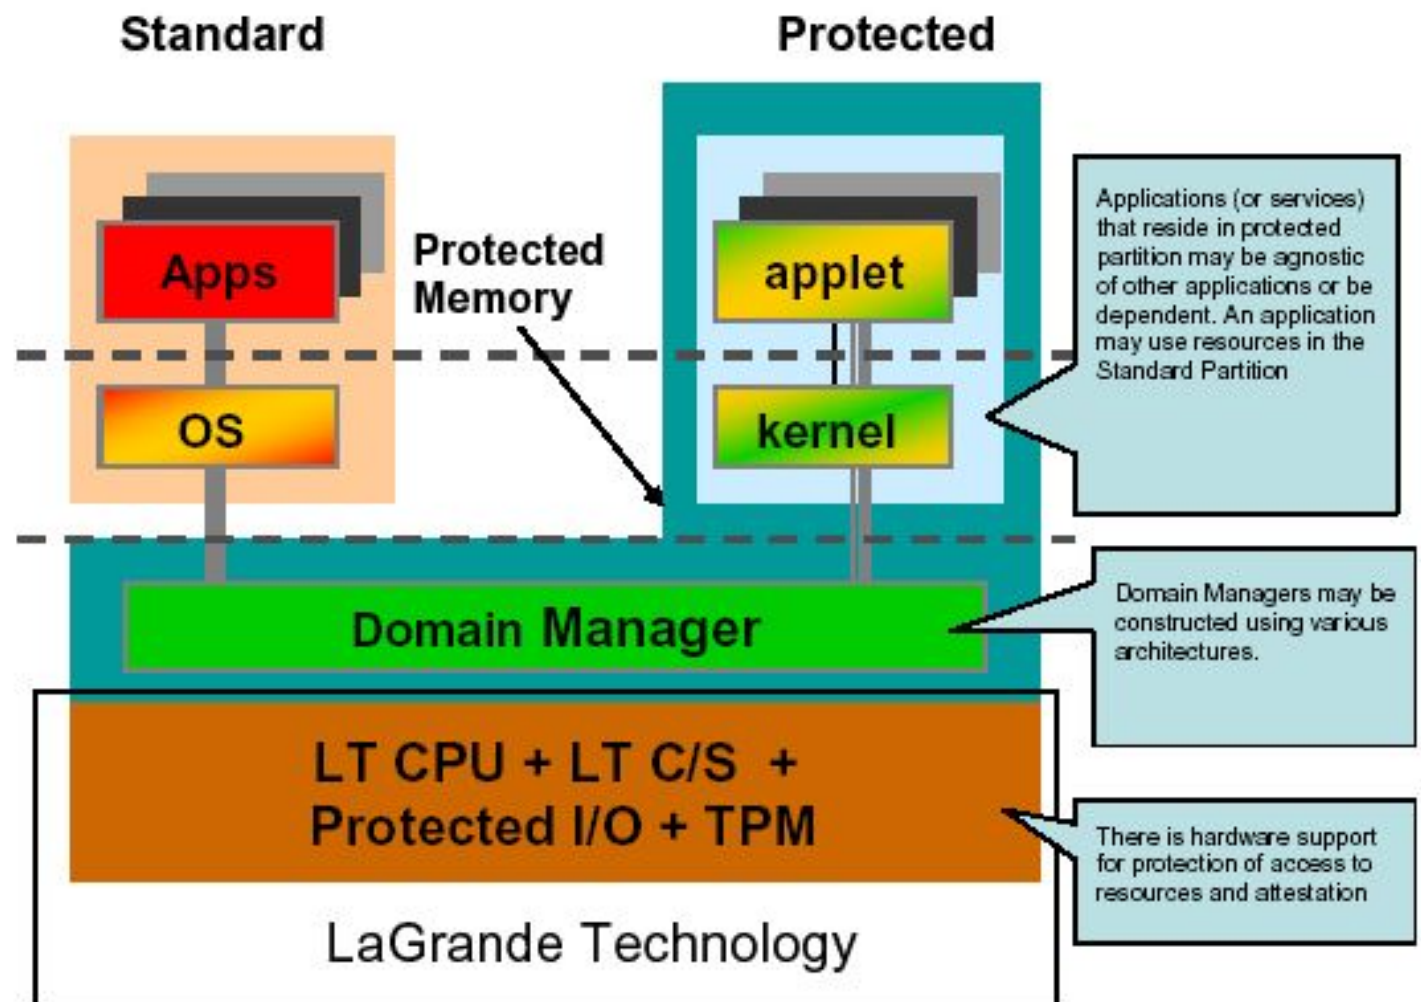 Standard
Protected
Apps
Protected
Memory
applet
OS
kernel
Applications (or services)
that reside in protected
partition may be agnostic
of other applications or be
dependent. An application
may use resources in the
Standard Partition
Domain Manager
Domain Managers may be
constructed using various
architectures.
LT CPU + LT C/S +
Protected I/O + TPM
There is hardware support
for protection of access to
resources and attestation
LaGrande Technology